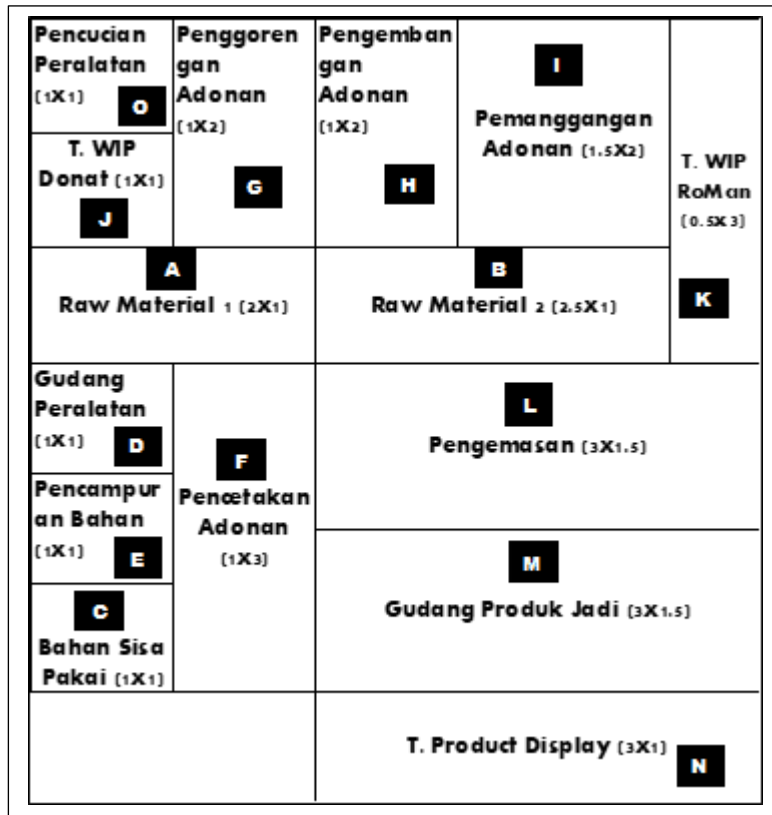 Pencucian
Peralatan
(1X1)
O
Penggoren
gan
Adonan
(1X2)
G
Pengemban
gan
Adonan
(1X2)
H
I
Pemanggangan
Adonan (1.5X2)
T. WIP
RoMan
(0.5X3)
K
T. WIP
Donat (1X1)
J
A
Raw Material 1 (2X1)
B
Raw Material 2 (2.5X1)
Gudang
Peralatan
(1X1)
D
Pencampur
an Bahan
(1X1)
E
C
Bahan Sisa
Pakai (1X1)
F
Pencetakan
Adonan
(1X3)
L
Pengemasan (3X1.5)
M
Gudang Produk Jadi (3X1.5)
T. Product Display (3X1)
N